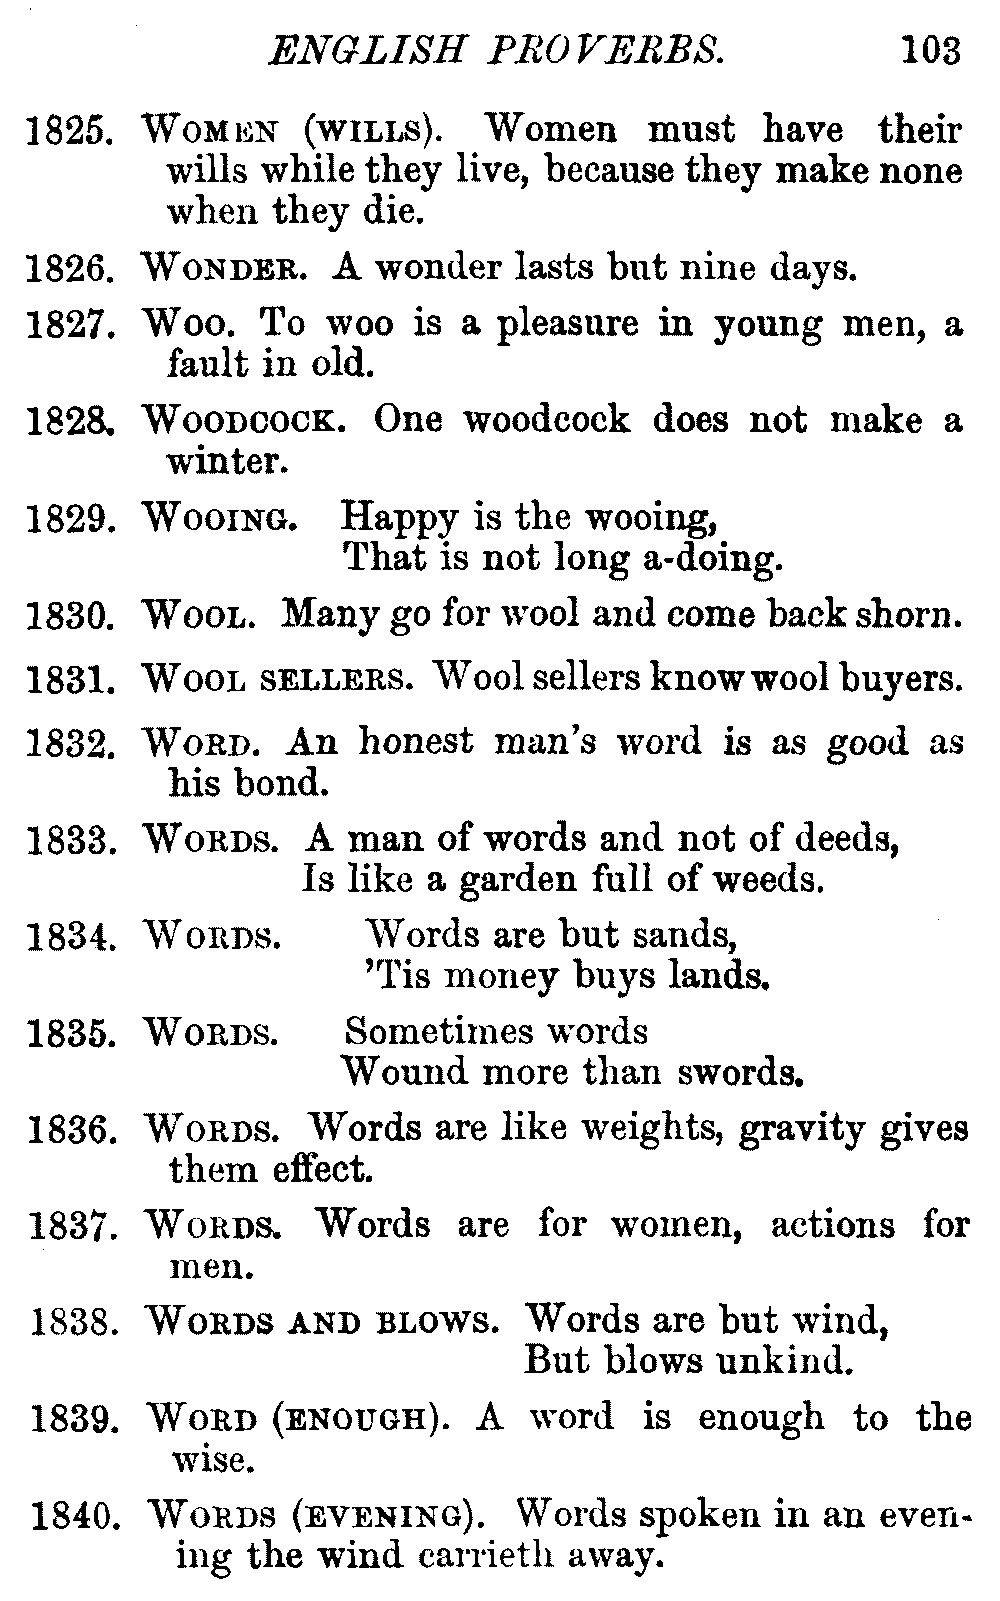 ENGLISH PROVERBS. 103
1825. WOMEN (WILLS). Women must have their
wills while they live, because they make none
when they die.
1826. WONDER. A wonder lasts but nine days.
1827. WOO. To woo is a pleasure in young men, a
fault in old.
1828. WOODCOCK. One woodcock does not make a
winter.
1829. WOOING. Happy is the wooing,
That is not long a-doing.
1830. WOOL. Many go for wool and come back shorn.
1831. WOOL SELLERS. Wool sellers know wool buyers.
1832. WORD. An honest man's word is as good as
his bond.
1833. WORDS. A man of words and not of deeds,
Is like a garden full of weeds.
1834. WORDS. Words are but sands,
'Tis money buys lands.
1835. WORDS. Sometimes words
Wound more than swords.
1836. WORDS. Words are like weights, gravity gives
them effect.
1837. WORDS. Words are for women, actions for
men.
1838. WORDS AND BLOWS. Words are but wind,
But blows unkind.
1839. WORD (ENOUGH). A word is enough to the
wise.
1840. WORDS (EVENING). Words spoken in an even-
ing the wind carrieth away.